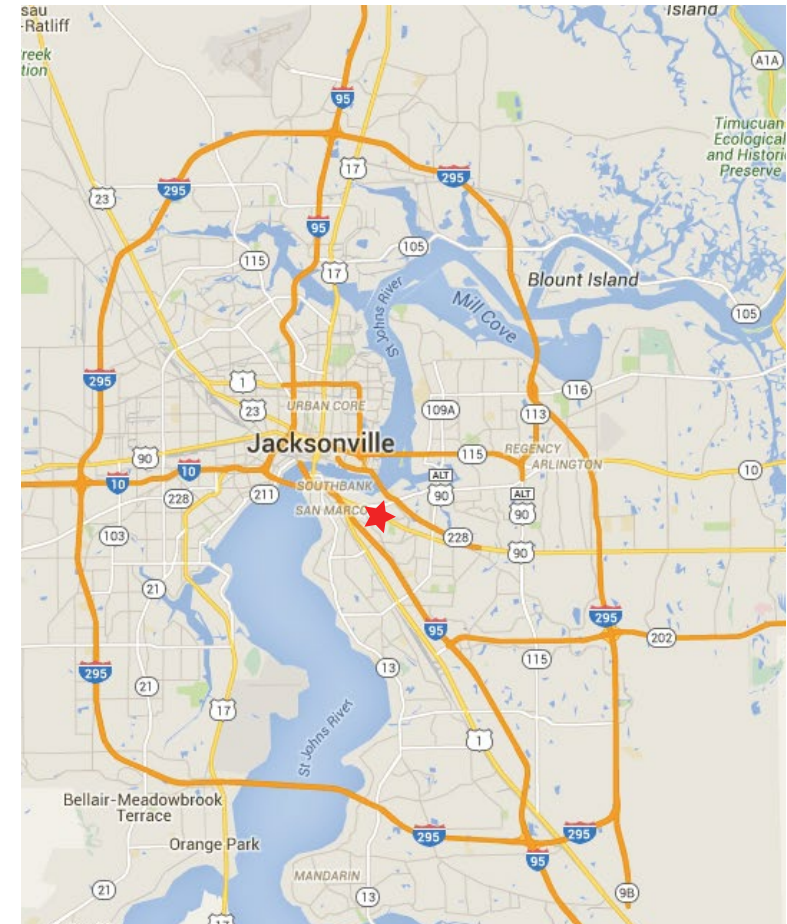 sau
-Ratliff
reek
tion
Island
A1A
95
Timucuan
Ecological
and Historic
Preserve
17
295
295
23
95
105
115
17
Blount Island
St Johns River
Mill Cove
105
295
1
116
23
URBAN CORE
109A
113
Jacksonville
90
115
REGENCY
ARLINGTON
10
10
10
ALT
90
SOUTHBANK
228
211
ALT
90
SAN MARCO
103
228
90
21
295
95
202
13
115
295
21
17
St Johns River
1
Bellair-Meadowbrook
Terrace
295
295
Orange Park
95
MANDARIN
21
13
9B
17